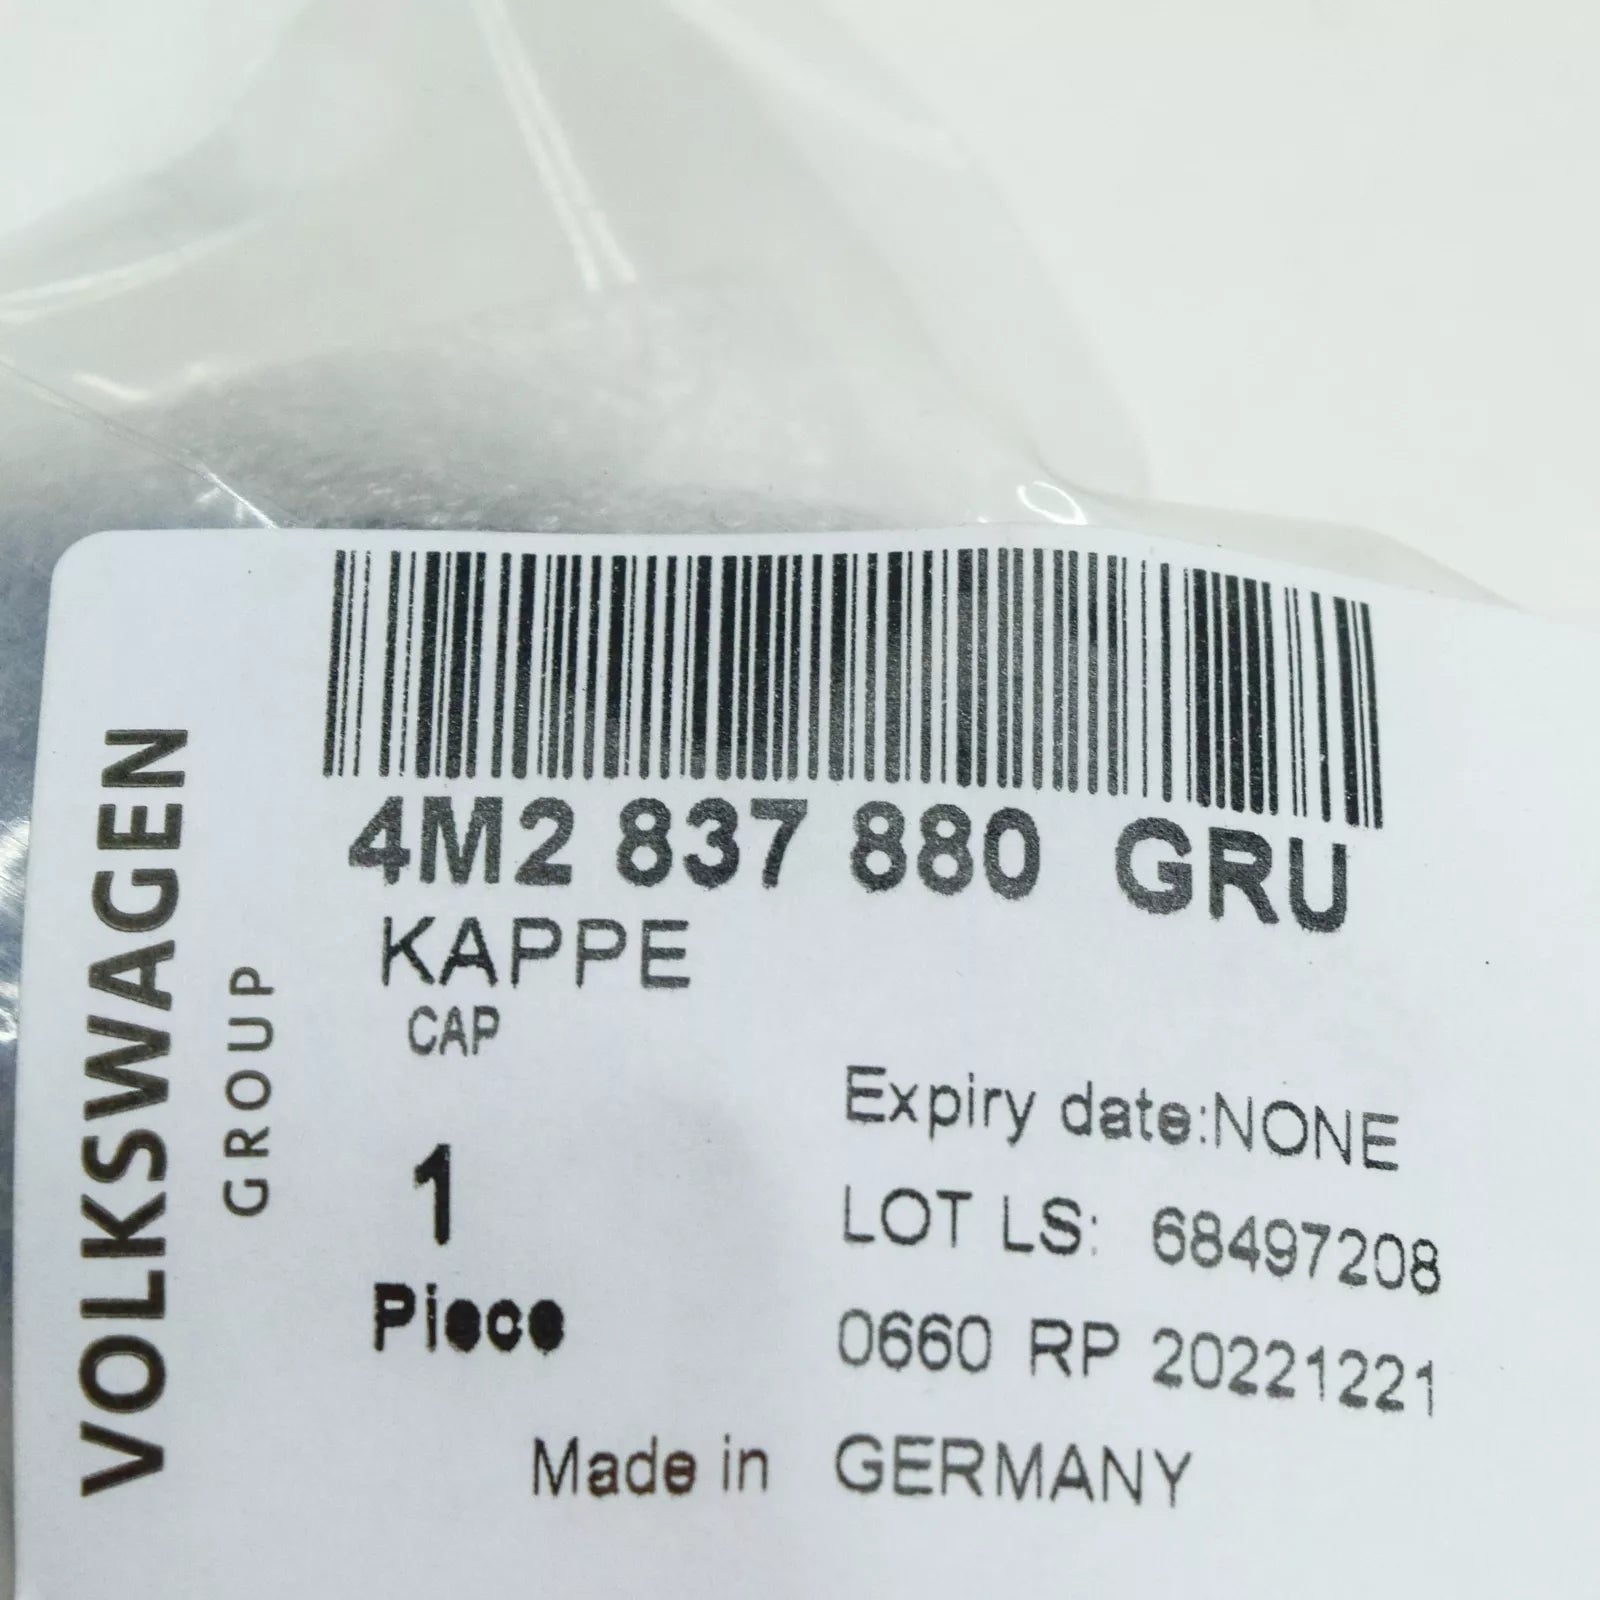 VOLKSWAGEN
GROUP
4M2 837 880 GRU
KAPPE
CAP
1
Piece
Expiry date:NONE
LOT LS: 68497208
0660 RP 20221221
Made in GERMANY